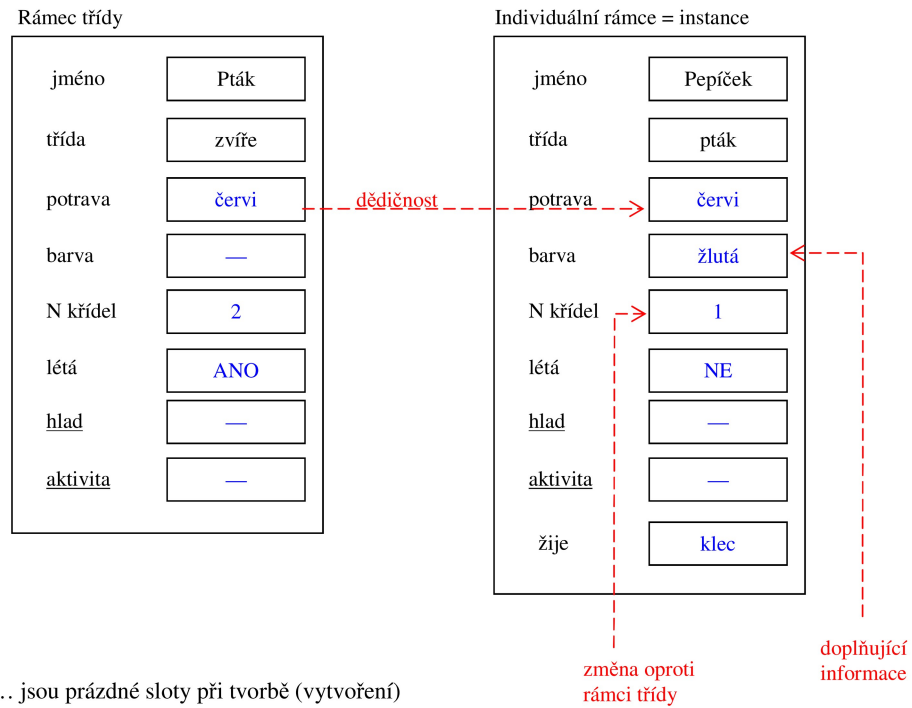 Rámec třídy
jméno Pták
třída zvíře
potrava červi
barva —
N křídel 2
létá ANO
hlad —
aktivita —
dědičnost
Individuální rámce = instance
jméno Pepíček
třída pták
potrava červi
barva žlutá
N křídel 1
létá NE
hlad —
aktivita —
žije klec
změna oproti
rámci třídy
doplňující
informace
.. jsou prázdné sloty při tvorbě (vytvoření)